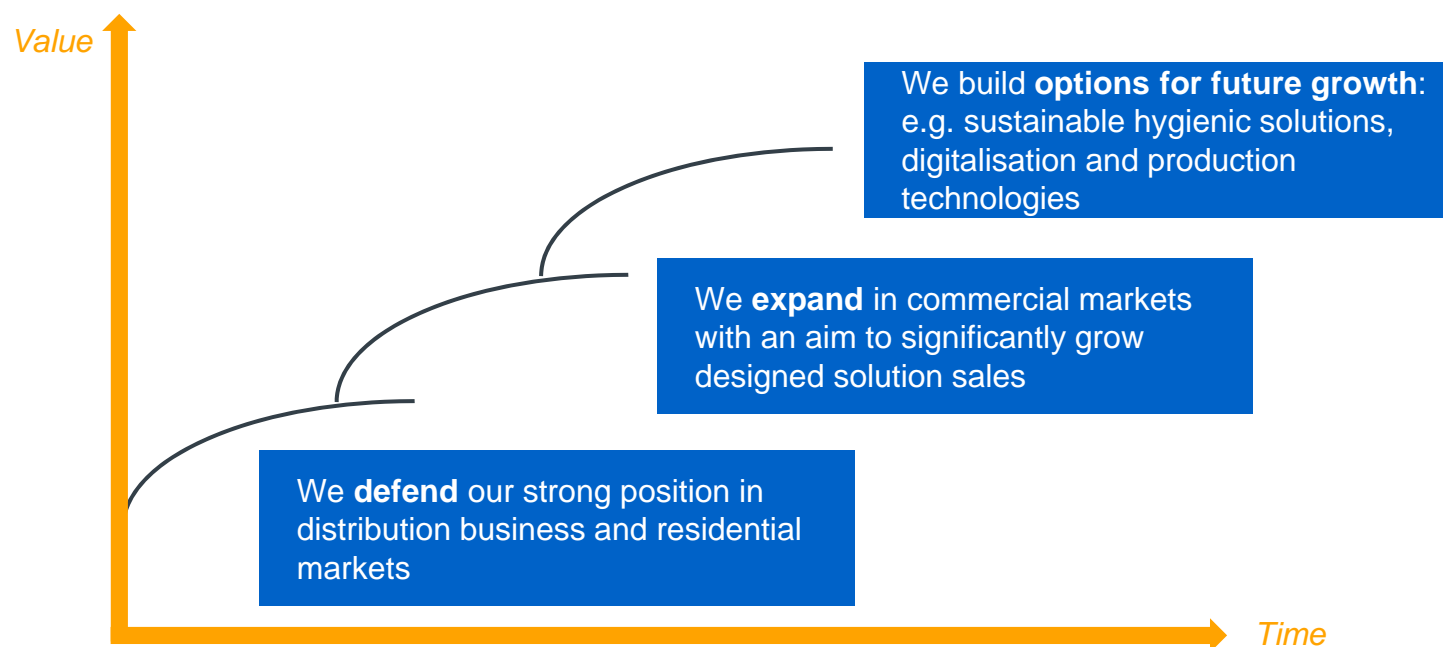 Value
We build options for future growth:
e.g. sustainable hygienic solutions,
digitalisation and production
technologies
We expand in commercial markets
with an aim to significantly grow
designed solution sales
We defend our strong position in
distribution business and residential
markets
Time